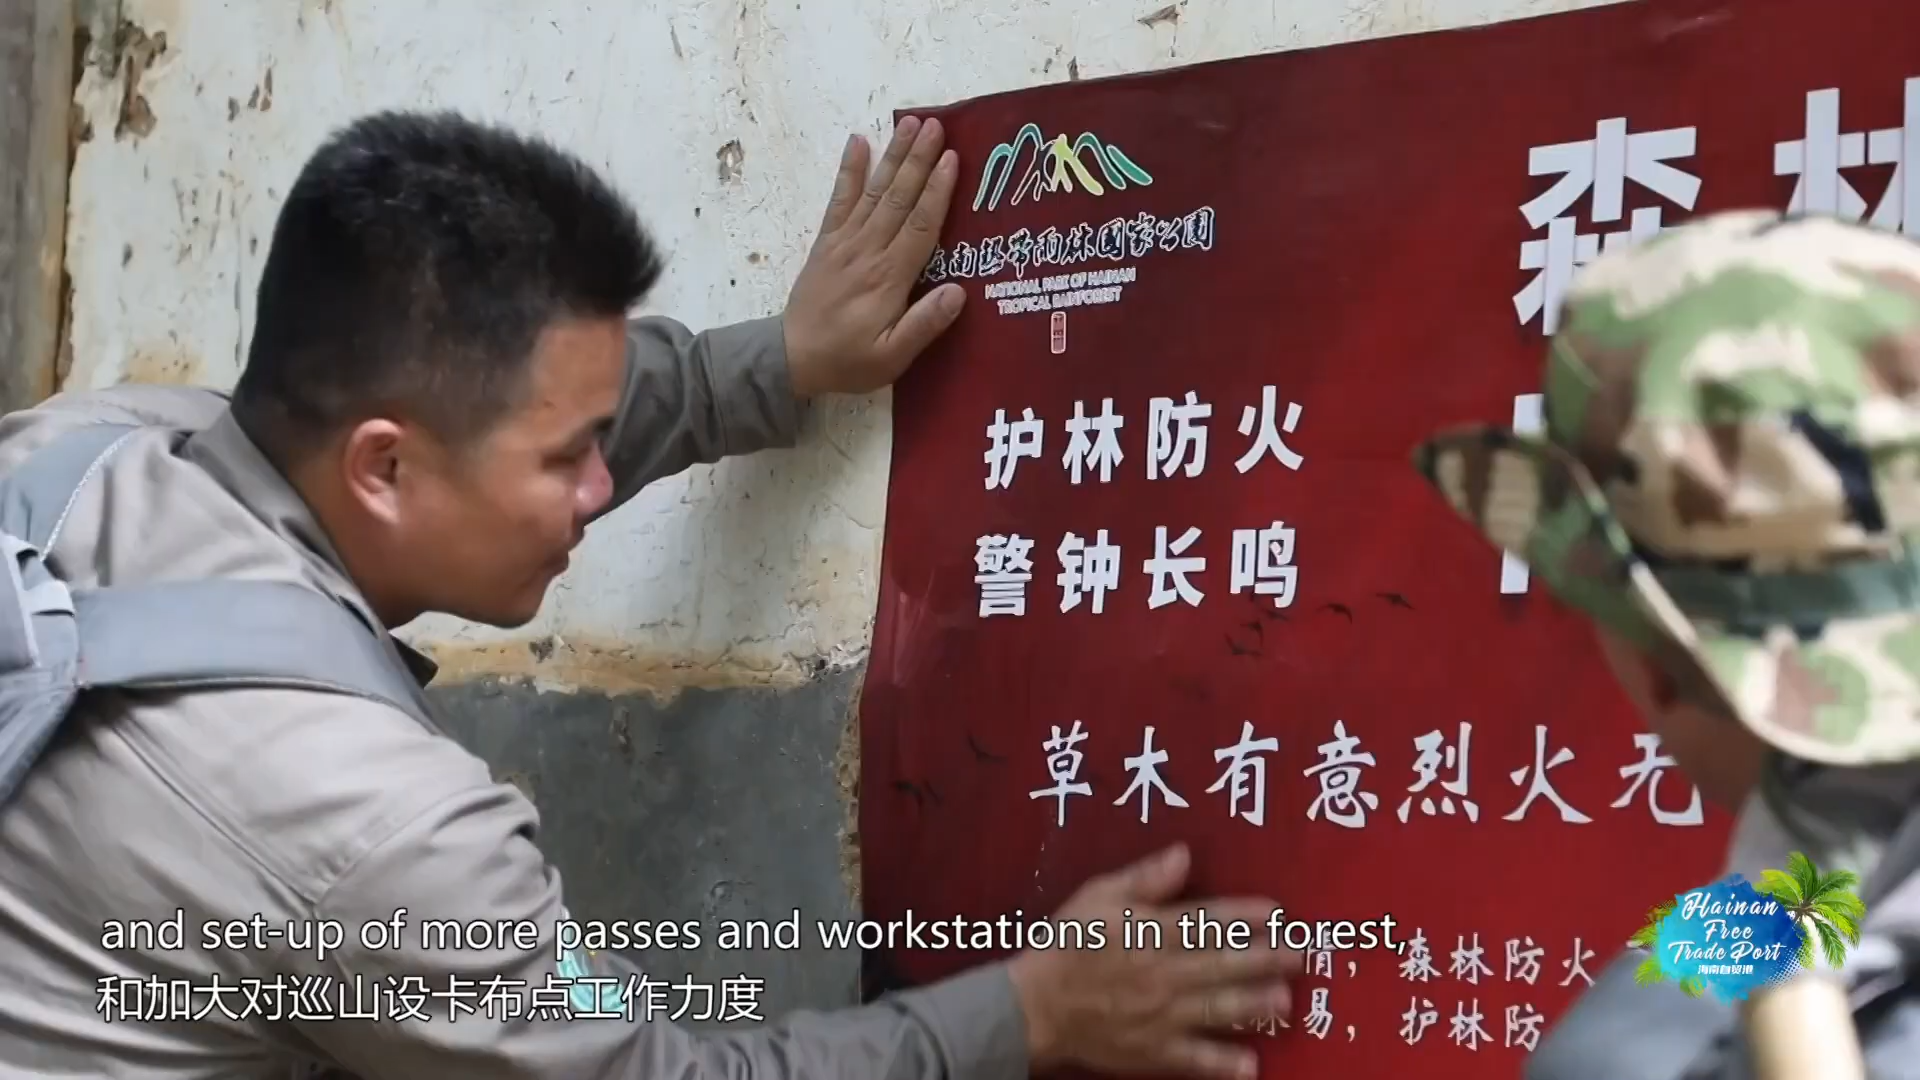 森林
海南热带雨林国家公园
NATIONAL PARK OF HAINAN
TROPICAL RAINFOREST
护林防火
警钟长鸣
草木有意烈火无
情，森林防火
易，护林防
and set-up of more passes and workstations in the forest,
和加大对巡山设卡布点工作力度
Hainan
Free
Trade Port
海南自贸港